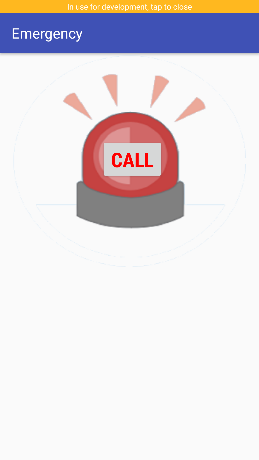 In use for development, tap to close
Emergency
CALL